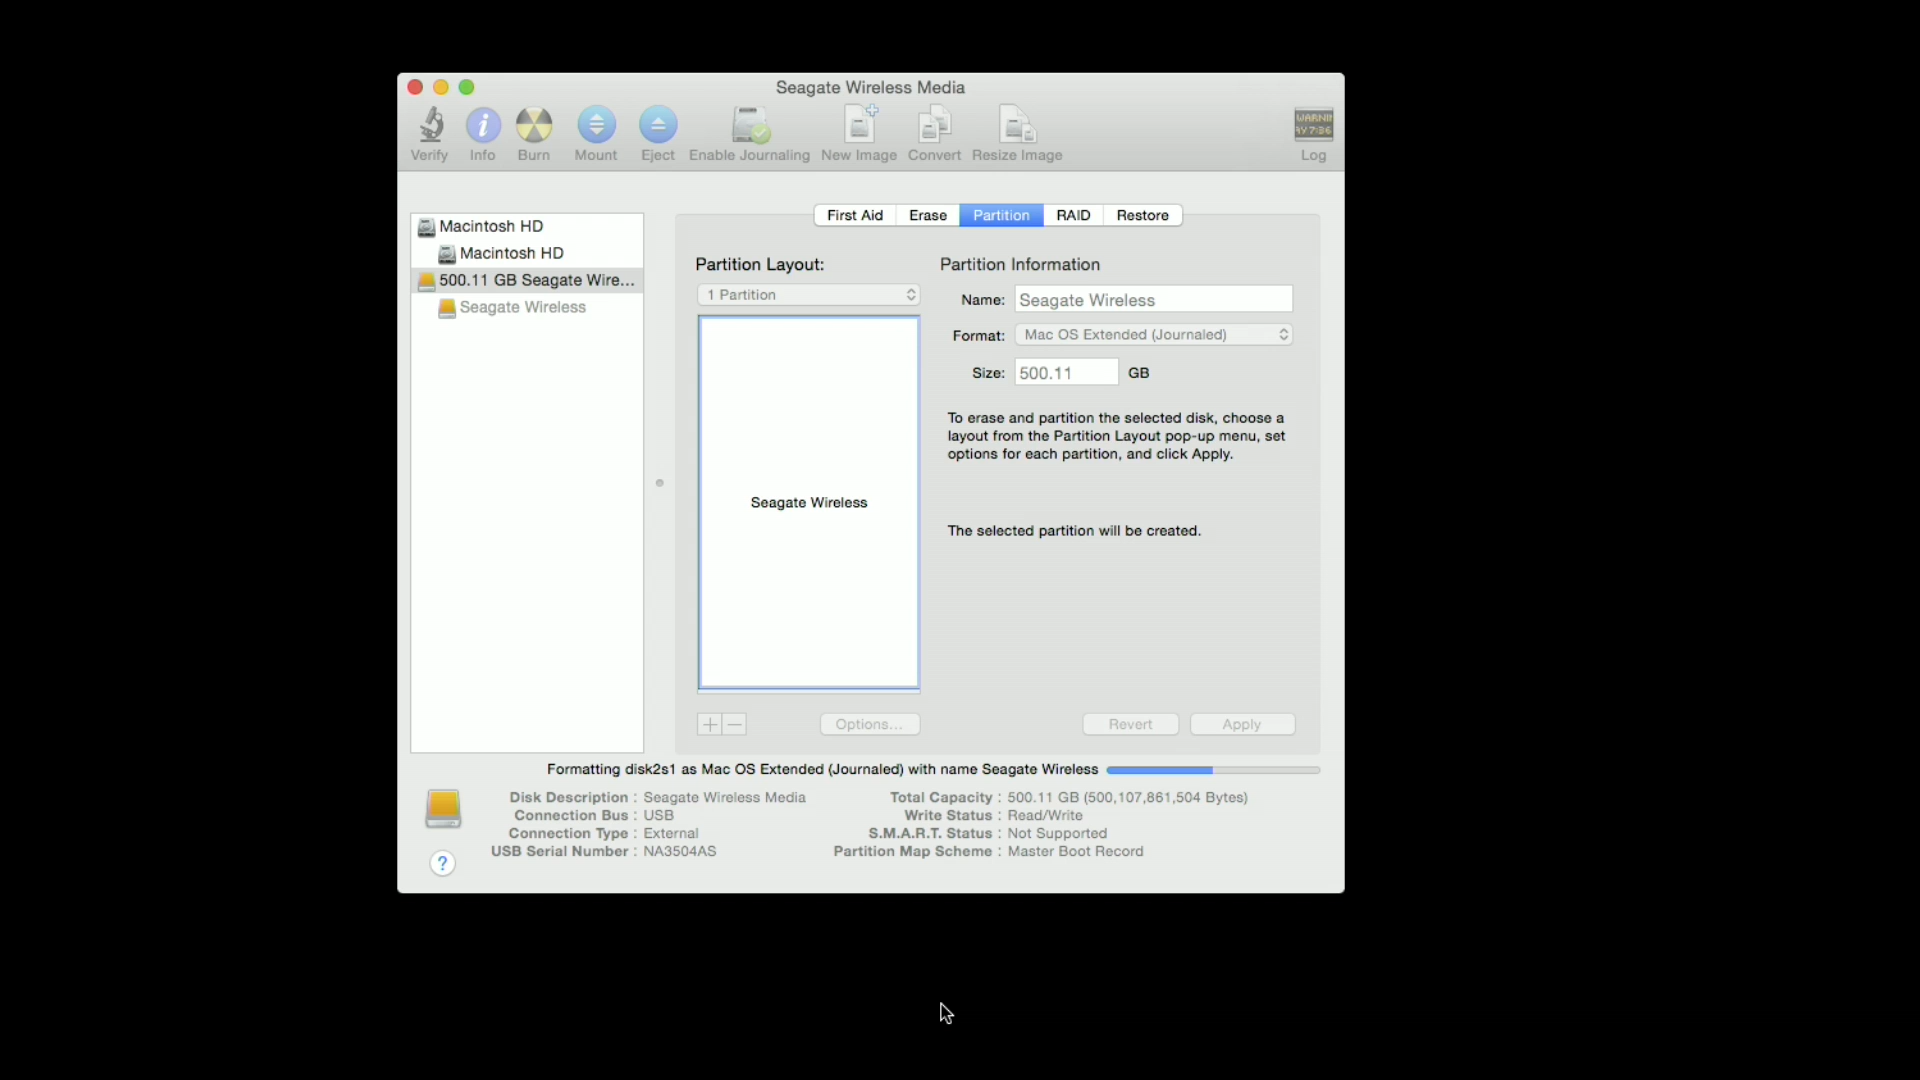 Seagate Wireless Media
Verify Info Burn Mount Eject Enable Journaling New Image Convert Resize Image Log
WARNIN
AY 7:36
First Aid Erase Partition RAID Restore
Macintosh HD
Macintosh HD
500.11 GB Seagate Wire...
Seagate Wireless
Partition Layout:
1 Partition
Seagate Wireless
Options...
Partition Information
Name: Seagate Wireless
Format: Mac OS Extended (Journaled)
Size: 500.11 GB
To erase and partition the selected disk, choose a
layout from the Partition Layout pop-up menu, set
options for each partition, and click Apply.
The selected partition will be created.
Revert Apply
Formatting disk2s1 as Mac OS Extended (Journaled) with name Seagate Wireless
Disk Description : Seagate Wireless Media
Connection Bus : USB
Connection Type : External
USB Serial Number : NA3504AS
Total Capacity : 500.11 GB (500,107,861,504 Bytes)
Write Status : Read/Write
S.M.A.R.T. Status : Not Supported
Partition Map Scheme : Master Boot Record
?